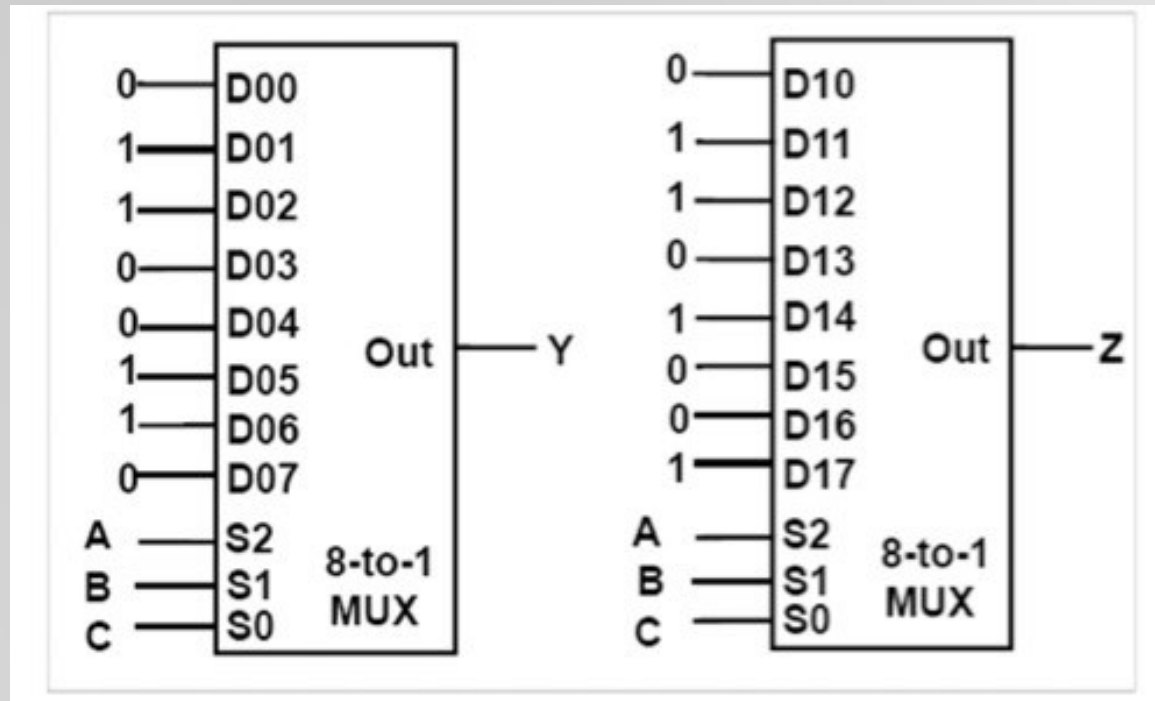 0 D00
1 D01
1 D02
0 D03
0 D04
1 D05
1 D06
0 D07
Out Y
A S2
B S1
C S0
8-to-1
MUX
0 D10
1 D11
1 D12
0 D13
1 D14
0 D15
0 D16
1 D17
Out Z
A S2
B S1
C S0
8-to-1
MUX